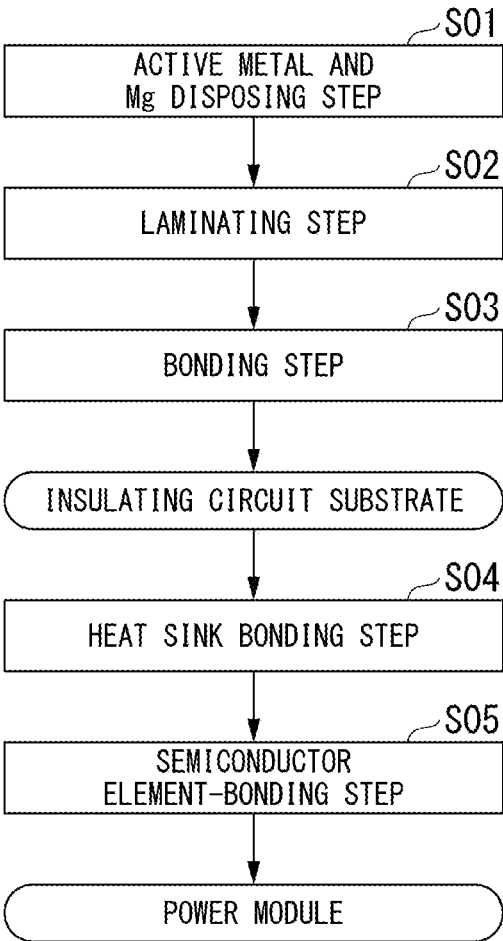 S01
ACTIVE METAL AND
Mg DISPOSING STEP
S02
LAMINATING STEP
S03
BONDING STEP
INSULATING CIRCUIT SUBSTRATE
S04
HEAT SINK BONDING STEP
S05
SEMICONDUCTOR
ELEMENT-BONDING STEP
POWER MODULE